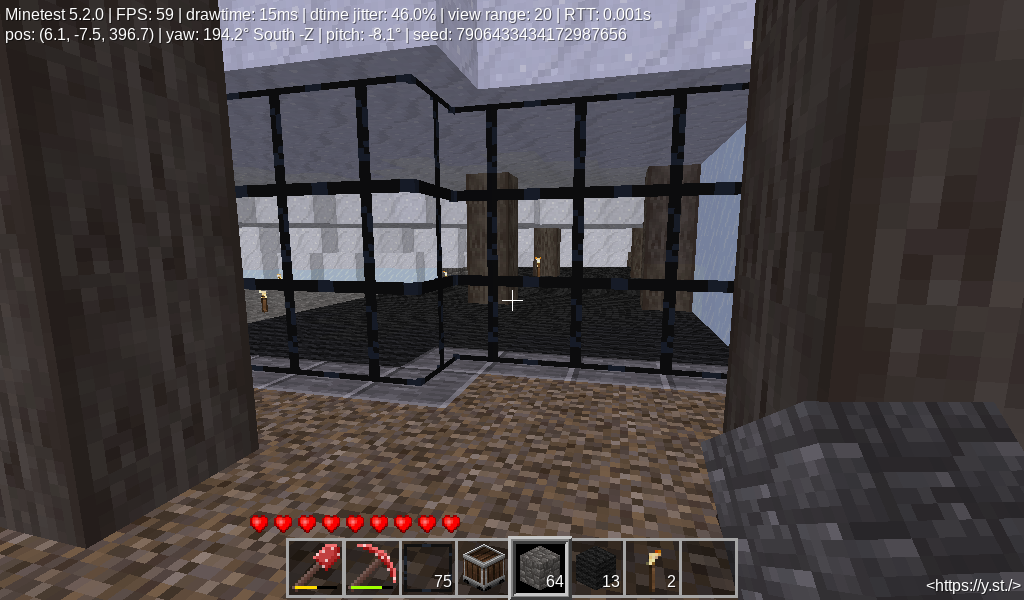 Minetest 5.2.0 | FPS: 59 | drawtime: 15ms | dtime jitter: 46.0% | view range: 20 | RTT: 0.001s
pos: (6.1, -7.5, 396.7) | yaw: 194.2° South -Z | pitch: -8.1° | seed: 7906433434172987656
75 64 13 2
<https://y.st./>